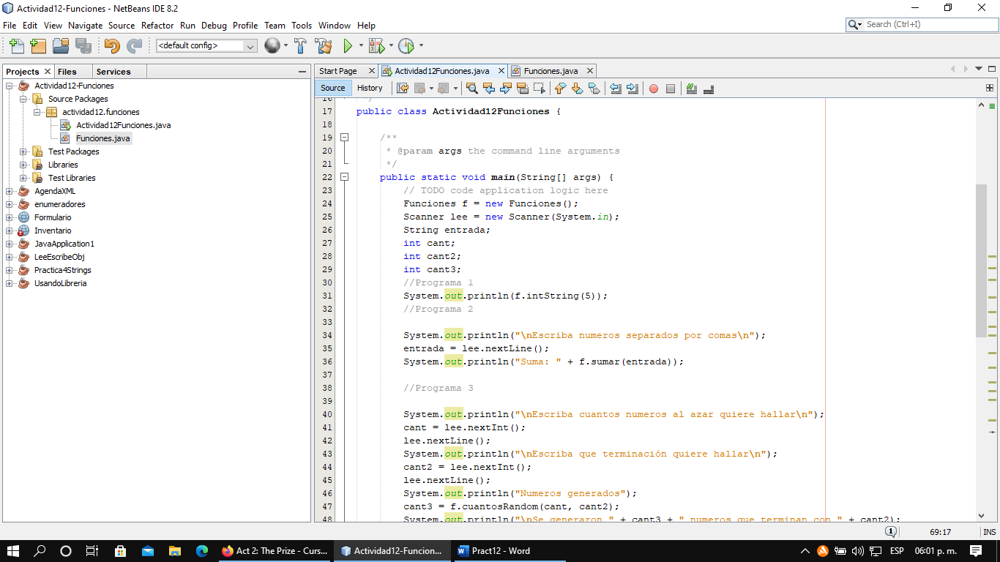 Actividad12-Funciones - NetBeans IDE 8.2
File Edit View Navigate Source Refactor Run Debug Profile Team Tools Window Help
Search (Ctrl+I)
<default config>
Projects Files Services
Actividad12-Funciones
Source Packages
actividad12.funciones
Actividad12Funciones.java
Funciones.java
Test Packages
Libraries
Test Libraries
AgendaXML
enumeradores
Formulario
Inventario
JavaApplication1
LeeEscribeObj
Practica4Strings
UsandoLibreria
Start Page Actividad12Funciones.java Funciones.java
Source History
16 */
17 public class Actividad12Funciones {
18
19 /**
20 * @param args the command line arguments
21 */
22 public static void main(String[] args) {
23 // TODO code application logic here
24 Funciones f = new Funciones();
25 Scanner lee = new Scanner(System.in);
26 String entrada;
27 int cant;
28 int cant2;
29 int cant3;
30 //Programa 1
31 System.out.println(f.intString(5));
32 //Programa 2
33
34 System.out.println("\nEscriba numeros separados por comas\n");
35 entrada = lee.nextLine();
36 System.out.println("Suma: " + f.sumar(entrada));
37
38 //Programa 3
39
40 System.out.println("\nEscriba cuantos numeros al azar quiere hallar\n");
41 cant = lee.nextInt();
42 lee.nextLine();
43 System.out.println("\nEscriba que terminación quiere hallar\n");
44 cant2 = lee.nextInt();
45 lee.nextLine();
46 System.out.println("Numeros generados");
47 cant3 = f.cuantosRandom(cant, cant2);
48 System.out.println("\nSe generaron " + cant3 + " numeros que terminan con " + cant2);
1 69:17 INS
Act 2: The Prize - Curs... Actividad12-Funcion... Pract12 - Word ESP 06:01 p. m.